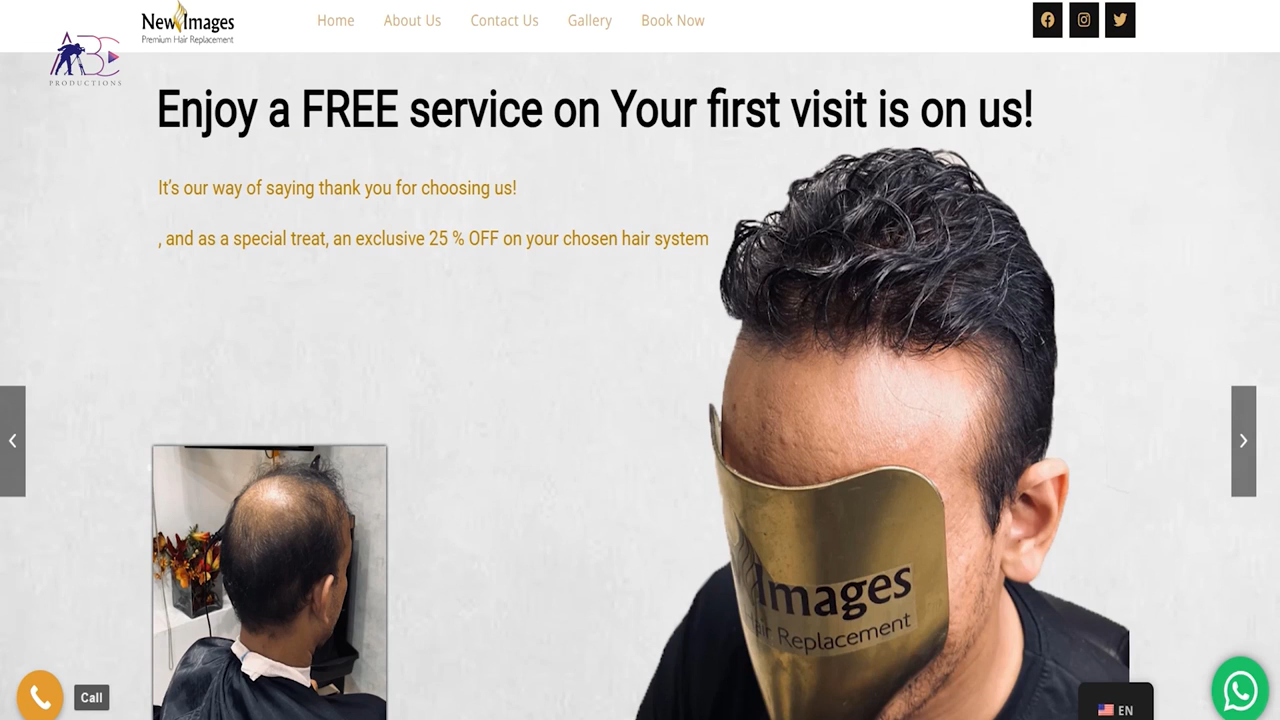 New Images
Premium Hair Replacement
Home About Us Contact Us Gallery Book Now
ABC
PRODUCTIONS
Enjoy a FREE service on Your first visit is on us!
It's our way of saying thank you for choosing us!
, and as a special treat, an exclusive 25 % OFF on your chosen hair system
Images
Hair Replacement
Call
EN